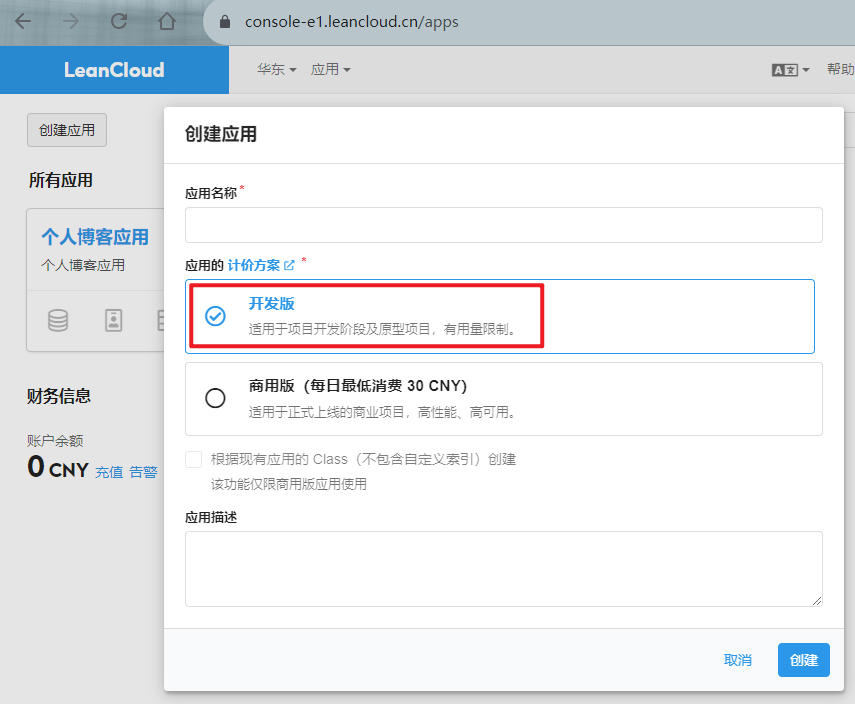 console-e1.leancloud.cn/apps
LeanCloud
华东 应用
A文 帮助
创建应用
所有应用
个人博客应用
个人博客应用
财务信息
账户余额
0 CNY 充值 告警
创建应用
应用名称*
应用的 计价方案 *
开发版
适用于项目开发阶段及原型项目，有用量限制。
商用版（每日最低消费 30 CNY）
适用于正式上线的商业项目，高性能、高可用。
根据现有应用的 Class（不包含自定义索引）创建
该功能仅限商用版应用使用
应用描述
取消 创建